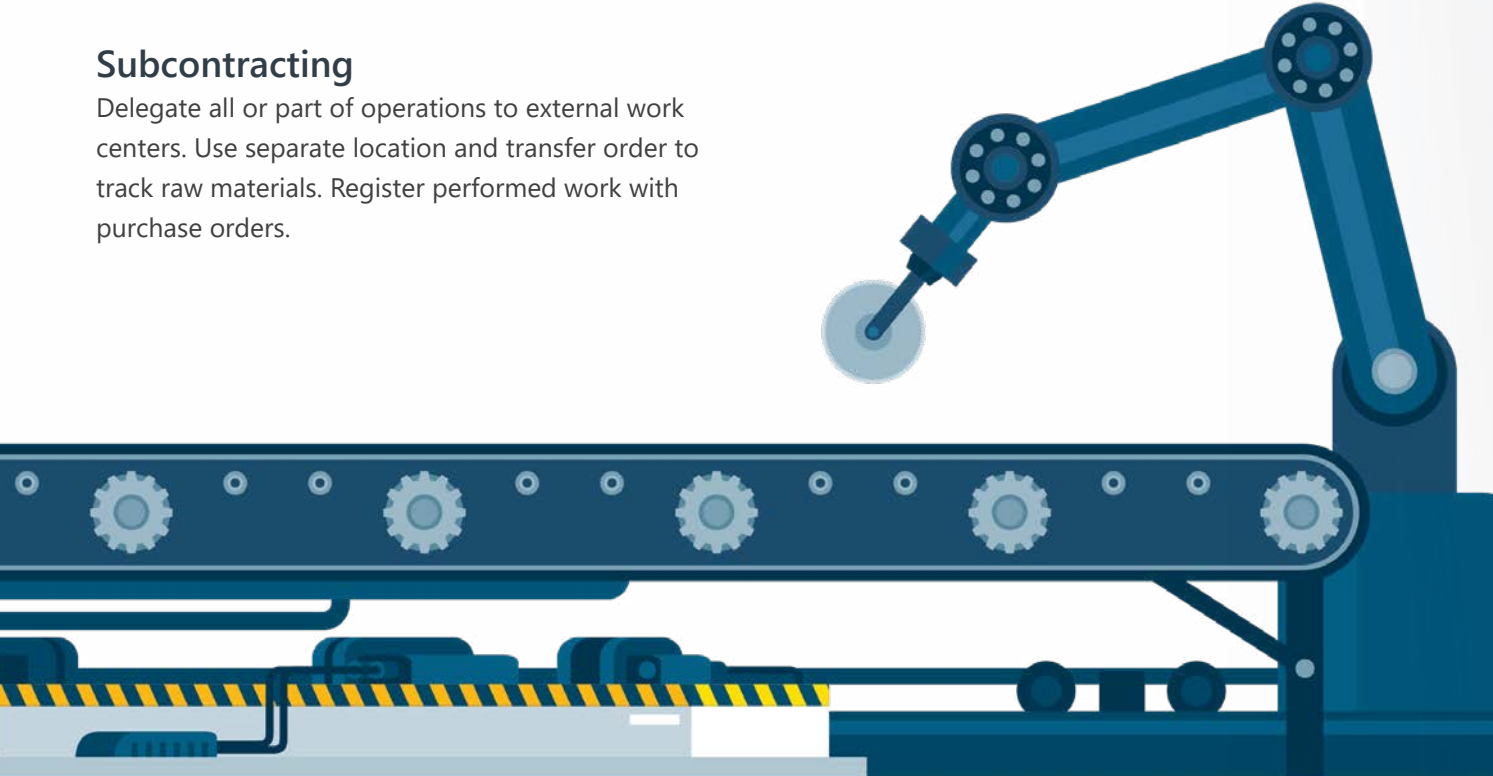 Subcontracting
Delegate all or part of operations to external work
centers. Use separate location and transfer order to
track raw materials. Register performed work with
purchase orders.